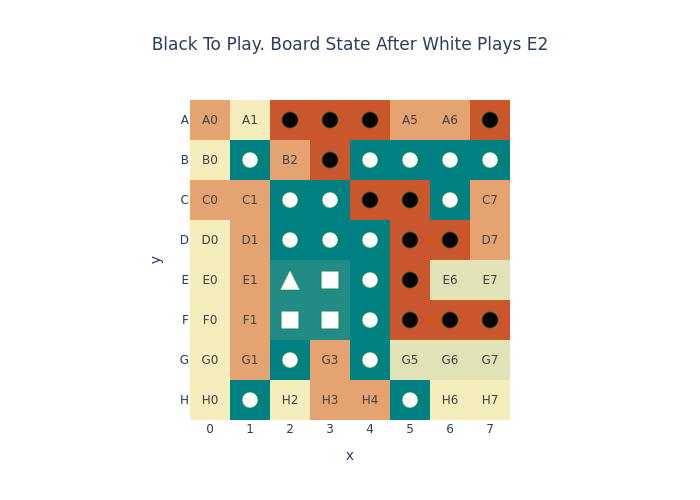 Black To Play. Board State After White Plays E2
A A0 A1 A5 A6
B B0 B2
C C0 C1 C7
D D0 D1 D7
y
E E0 E1 E6 E7
F F0 F1
G G0 G1 G3 G5 G6 G7
H H0 H2 H3 H4 H6 H7
0 1 2 3 4 5 6 7
x